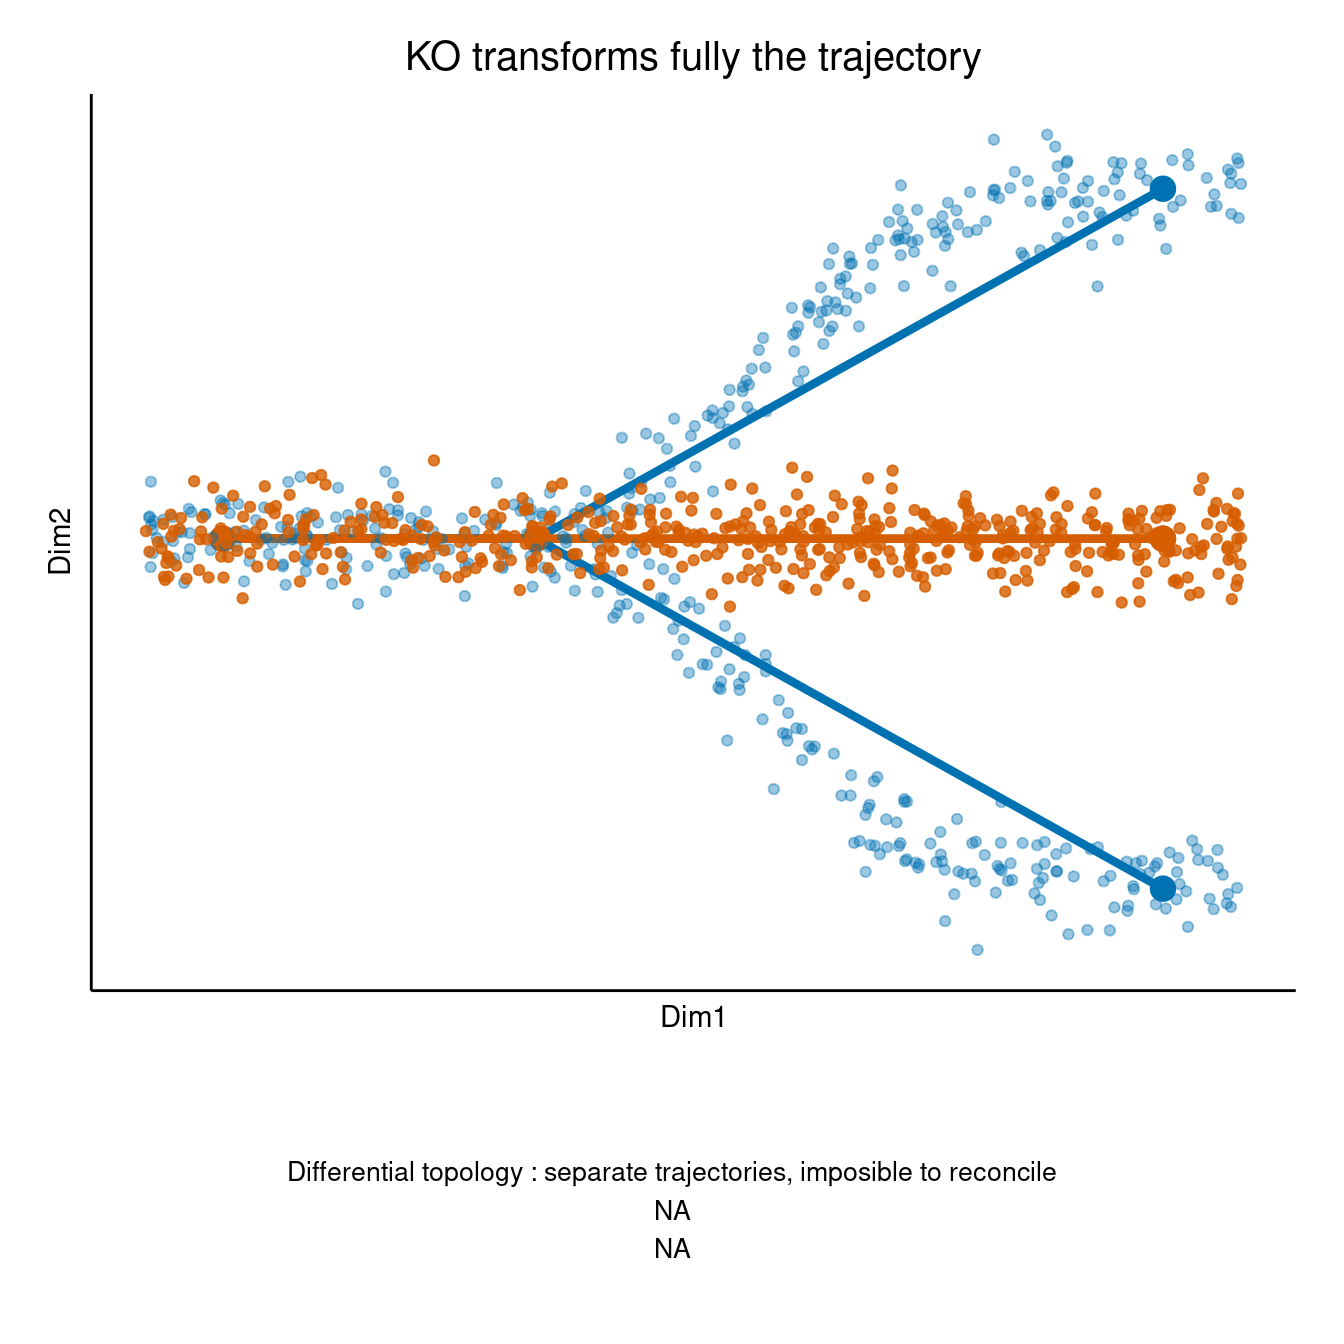 KO transforms fully the trajectory
Dim2
Dim1
Differential topology : separate trajectories, imposible to reconcile
NA
NA